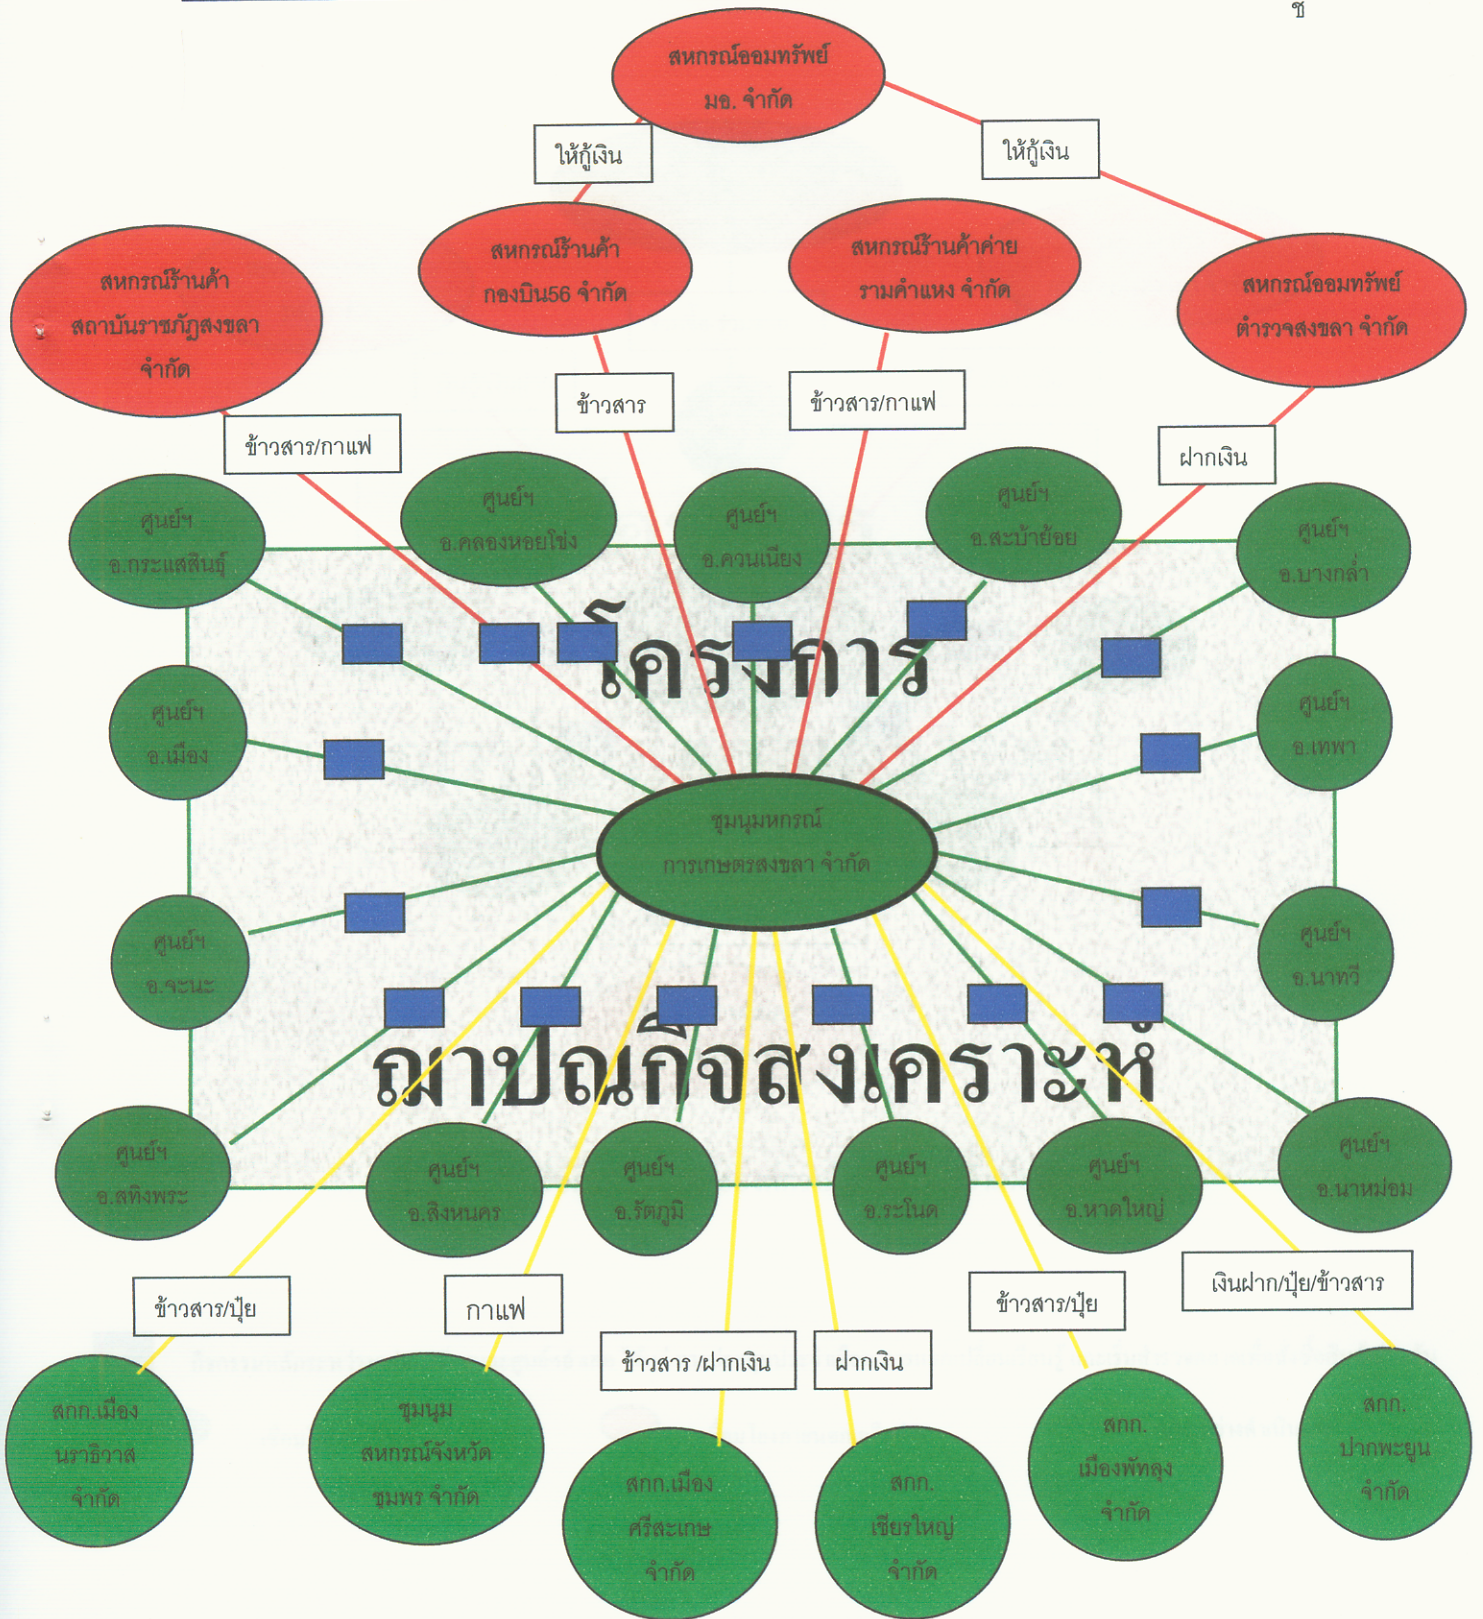 ช
สหกรณ์ออมทรัพย์
มอ. จำกัด
ให้กู้เงิน
ให้กู้เงิน
สหกรณ์ร้านค้า
สถาบันราชภัฏสงขลา
จำกัด
สหกรณ์ร้านค้า
กองบิน56 จำกัด
สหกรณ์ร้านค้าค่าย
รามคำแหง จำกัด
สหกรณ์ออมทรัพย์
ตำรวจสงขลา จำกัด
ข้าวสาร/กาแฟ
ข้าวสาร
ข้าวสาร/กาแฟ
ฝากเงิน
ศูนย์ฯ
อ.กระแสสินธุ์
ศูนย์ฯ
อ.คลองหอยโข่ง
ศูนย์ฯ
อ.ควนเนียง
ศูนย์ฯ
อ.สะบ้าย้อย
ศูนย์ฯ
อ.บางกล่ำ
โครงการ
ศูนย์ฯ
อ.เมือง
ศูนย์ฯ
อ.เทพา
ชุมนุมหกรณ์
การเกษตรสงขลา จำกัด
ศูนย์ฯ
อ.จะนะ
ศูนย์ฯ
อ.นาทวี
ฌาปณกิจสงเคราะห์
ศูนย์ฯ
อ.สทิงพระ
ศูนย์ฯ
อ.สิงหนคร
ศูนย์ฯ
อ.รัตภูมิ
ศูนย์ฯ
อ.ระโนด
ศูนย์ฯ
อ.หาดใหญ่
ศูนย์ฯ
อ.นาหม่อม
ข้าวสาร/ปุ๋ย
กาแฟ
ข้าวสาร /ฝากเงิน
ฝากเงิน
ข้าวสาร/ปุ๋ย
เงินฝาก/ปุ๋ย/ข้าวสาร
สกก.เมือง
นราธิวาส
จำกัด
ชุมนุม
สหกรณ์จังหวัด
ชุมพร จำกัด
สกก.เมือง
ศรีสะเกษ
จำกัด
สกก.
เชียรใหญ่
จำกัด
สกก.
เมืองพัทลุง
จำกัด
สกก.
ปากพะยูน
จำกัด